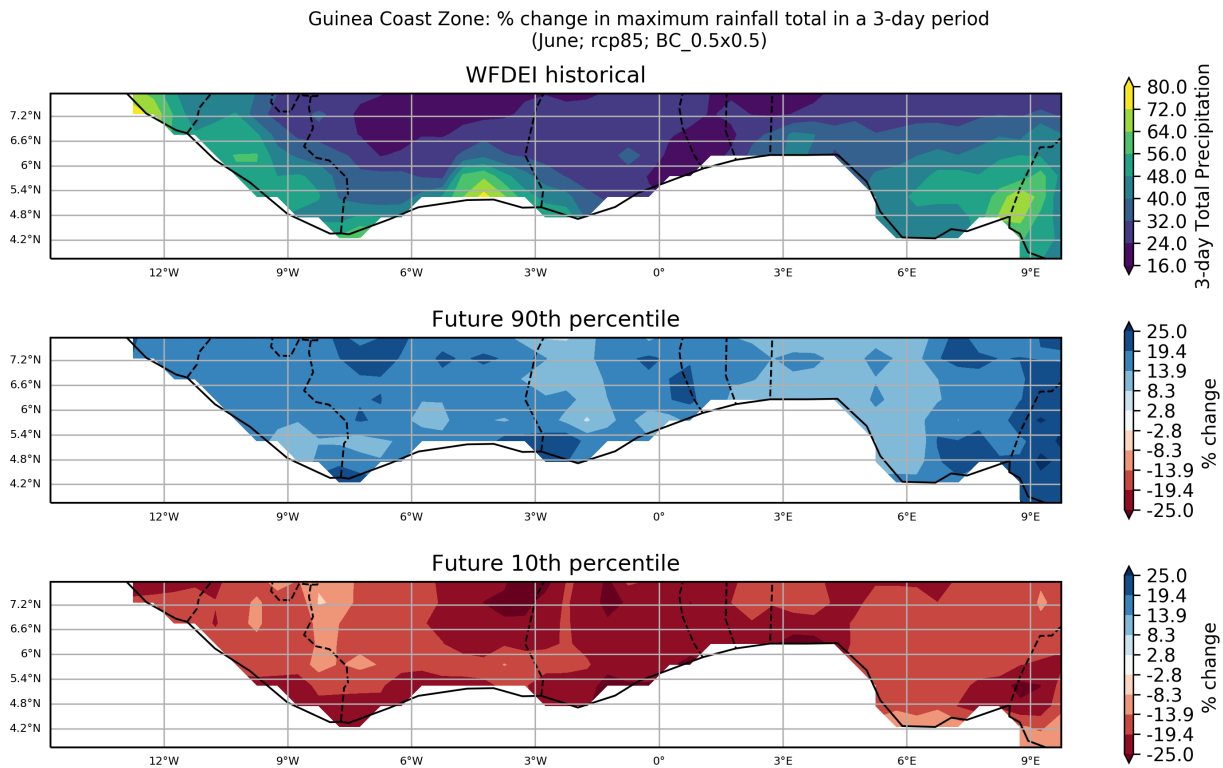 Guinea Coast Zone: % change in maximum rainfall total in a 3-day period
(June; rcp85; BC_0.5x0.5)
WFDEI historical
7.2°N
6.6°N
6°N
5.4°N
4.8°N
4.2°N
12°W 9°W 6°W 3°W 0° 3°E 6°E 9°E
80.0
72.0
64.0
56.0
48.0
40.0
32.0
24.0
16.0
3-day Total Precipitation
Future 90th percentile
7.2°N
6.6°N
6°N
5.4°N
4.8°N
4.2°N
12°W 9°W 6°W 3°W 0° 3°E 6°E 9°E
25.0
19.4
13.9
8.3
2.8
-2.8
-8.3
-13.9
-19.4
-25.0
% change
Future 10th percentile
7.2°N
6.6°N
6°N
5.4°N
4.8°N
4.2°N
12°W 9°W 6°W 3°W 0° 3°E 6°E 9°E
25.0
19.4
13.9
8.3
2.8
-2.8
-8.3
-13.9
-19.4
-25.0
% change